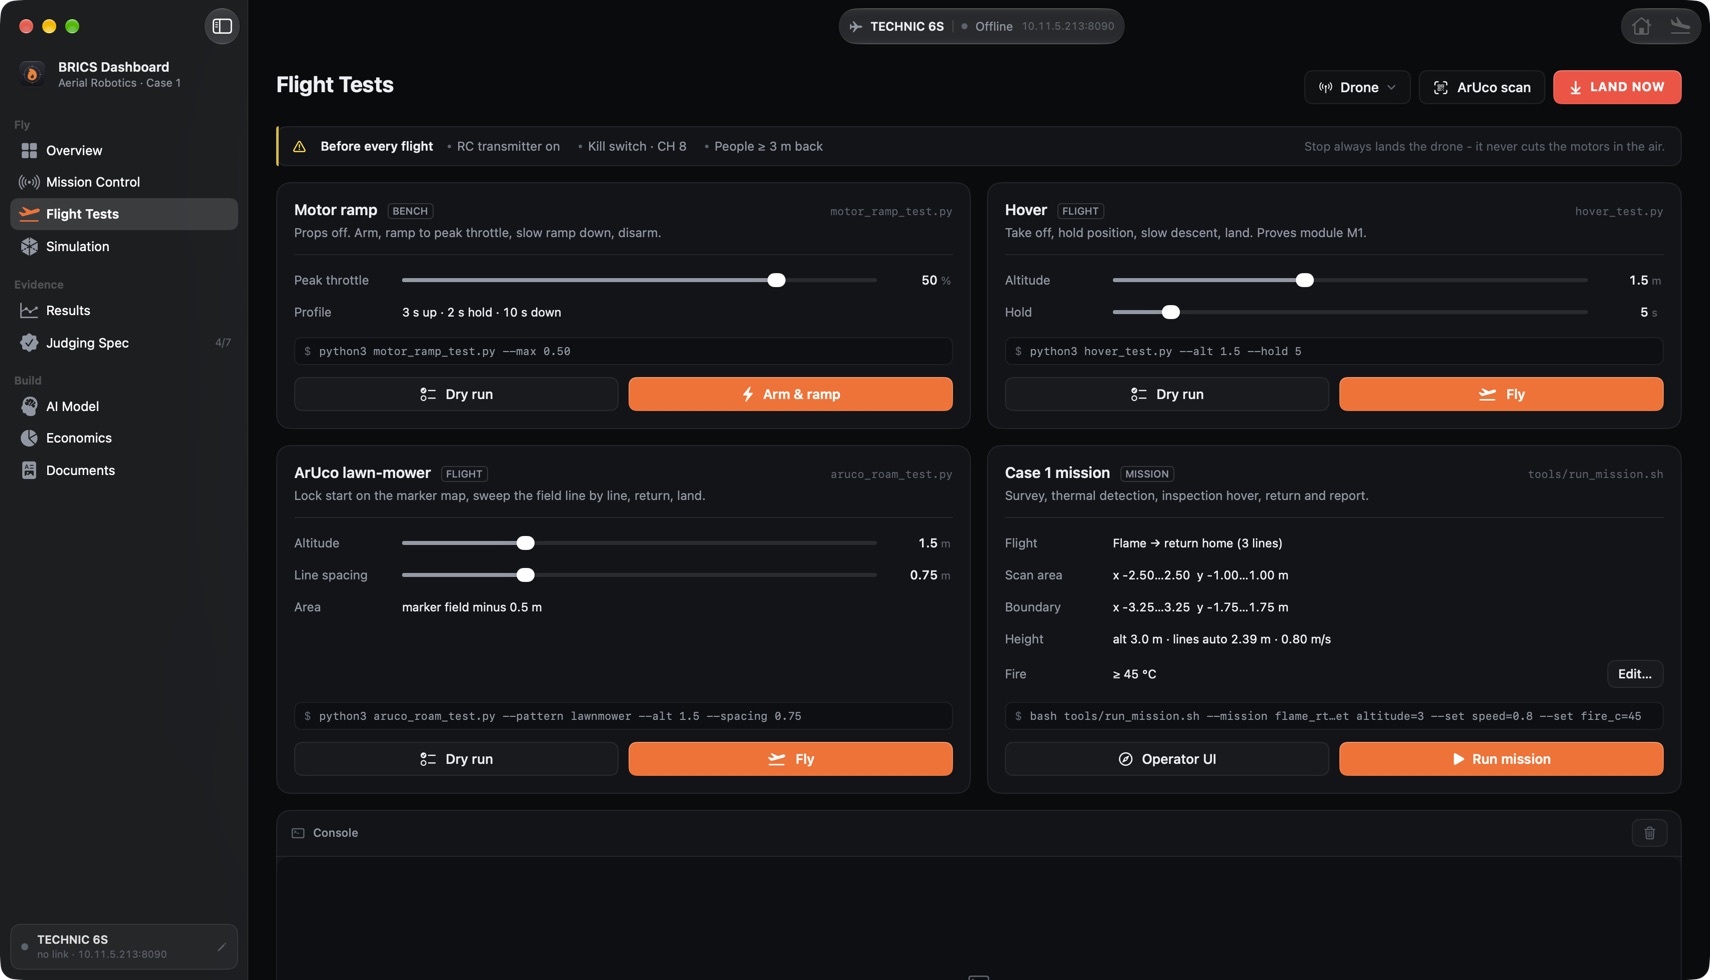 TECHNIC 6S
Offline 10.11.5.213:8090
BRICS Dashboard
Aerial Robotics · Case 1
Fly
Overview
Mission Control
Flight Tests
Simulation
Evidence
Results
Judging Spec 4/7
Build
AI Model
Economics
Documents
TECHNIC 6S
no link · 10.11.5.213:8090
Flight Tests
Drone
ArUco scan
LAND NOW
Before every flight • RC transmitter on • Kill switch · CH 8 • People ≥ 3 m back
Stop always lands the drone - it never cuts the motors in the air.
Motor ramp BENCH motor_ramp_test.py
Props off. Arm, ramp to peak throttle, slow ramp down, disarm.
Peak throttle 50 %
Profile 3 s up · 2 s hold · 10 s down
$ python3 motor_ramp_test.py --max 0.50
Dry run
Arm & ramp
Hover FLIGHT hover_test.py
Take off, hold position, slow descent, land. Proves module M1.
Altitude 1.5 m
Hold 5 s
$ python3 hover_test.py --alt 1.5 --hold 5
Dry run
Fly
ArUco lawn-mower FLIGHT aruco_roam_test.py
Lock start on the marker map, sweep the field line by line, return, land.
Altitude 1.5 m
Line spacing 0.75 m
Area marker field minus 0.5 m
$ python3 aruco_roam_test.py --pattern lawnmower --alt 1.5 --spacing 0.75
Dry run
Fly
Case 1 mission MISSION tools/run_mission.sh
Survey, thermal detection, inspection hover, return and report.
Flight Flame → return home (3 lines)
Scan area x -2.50…2.50 y -1.00…1.00 m
Boundary x -3.25…3.25 y -1.75…1.75 m
Height alt 3.0 m · lines auto 2.39 m · 0.80 m/s
Fire ≥ 45 °C Edit...
$ bash tools/run_mission.sh --mission flame_rt…et altitude=3 --set speed=0.8 --set fire_c=45
Operator UI
Run mission
Console